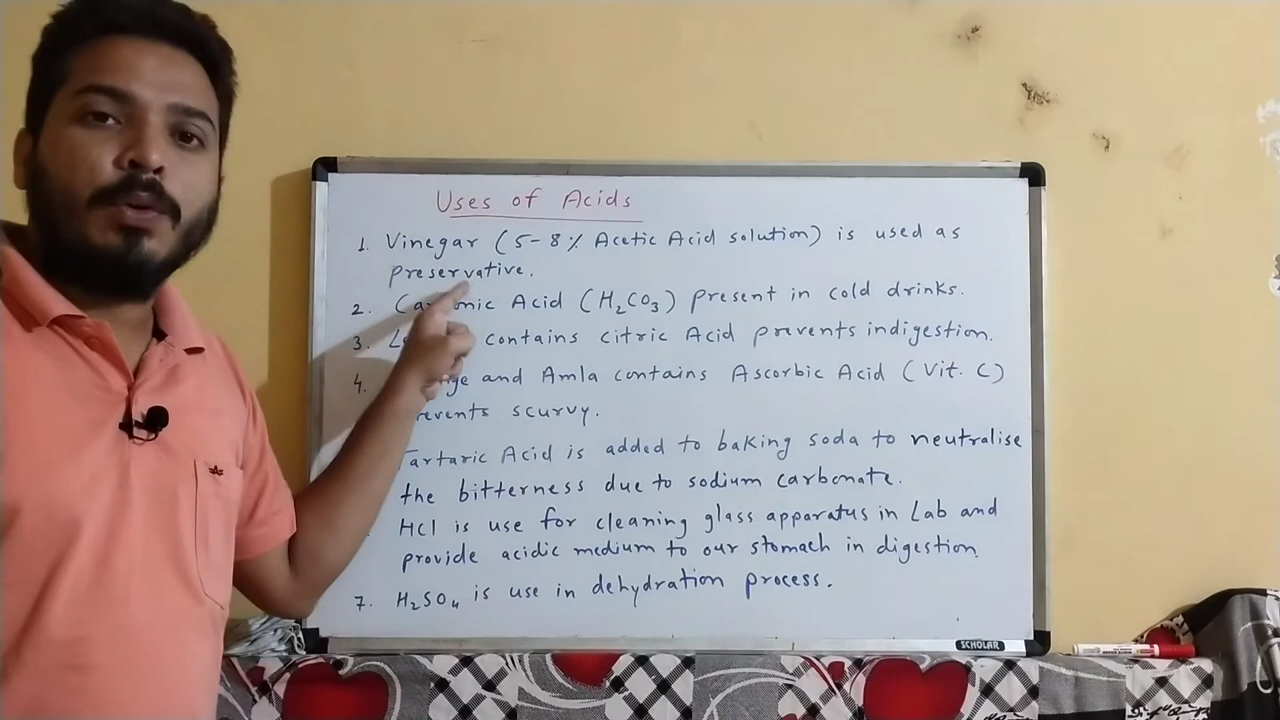 Uses of Acids
1. Vinegar (5-8% Acetic Acid solution) is used as
preservative.
2. Acid (H₂CO₃) present in cold drinks.
3. contains citric Acid prevents indigestion.
4. and Amla contains Ascorbic Acid (Vit. C)
scurvy.
Tartaric Acid is added to baking soda to neutralise
the bitterness due to sodium carbonate.
HCl is use for cleaning glass apparatus in Lab and
provide acidic medium to our stomach in digestion
7. H₂SO₄ is use in dehydration process.
SCHOLAR